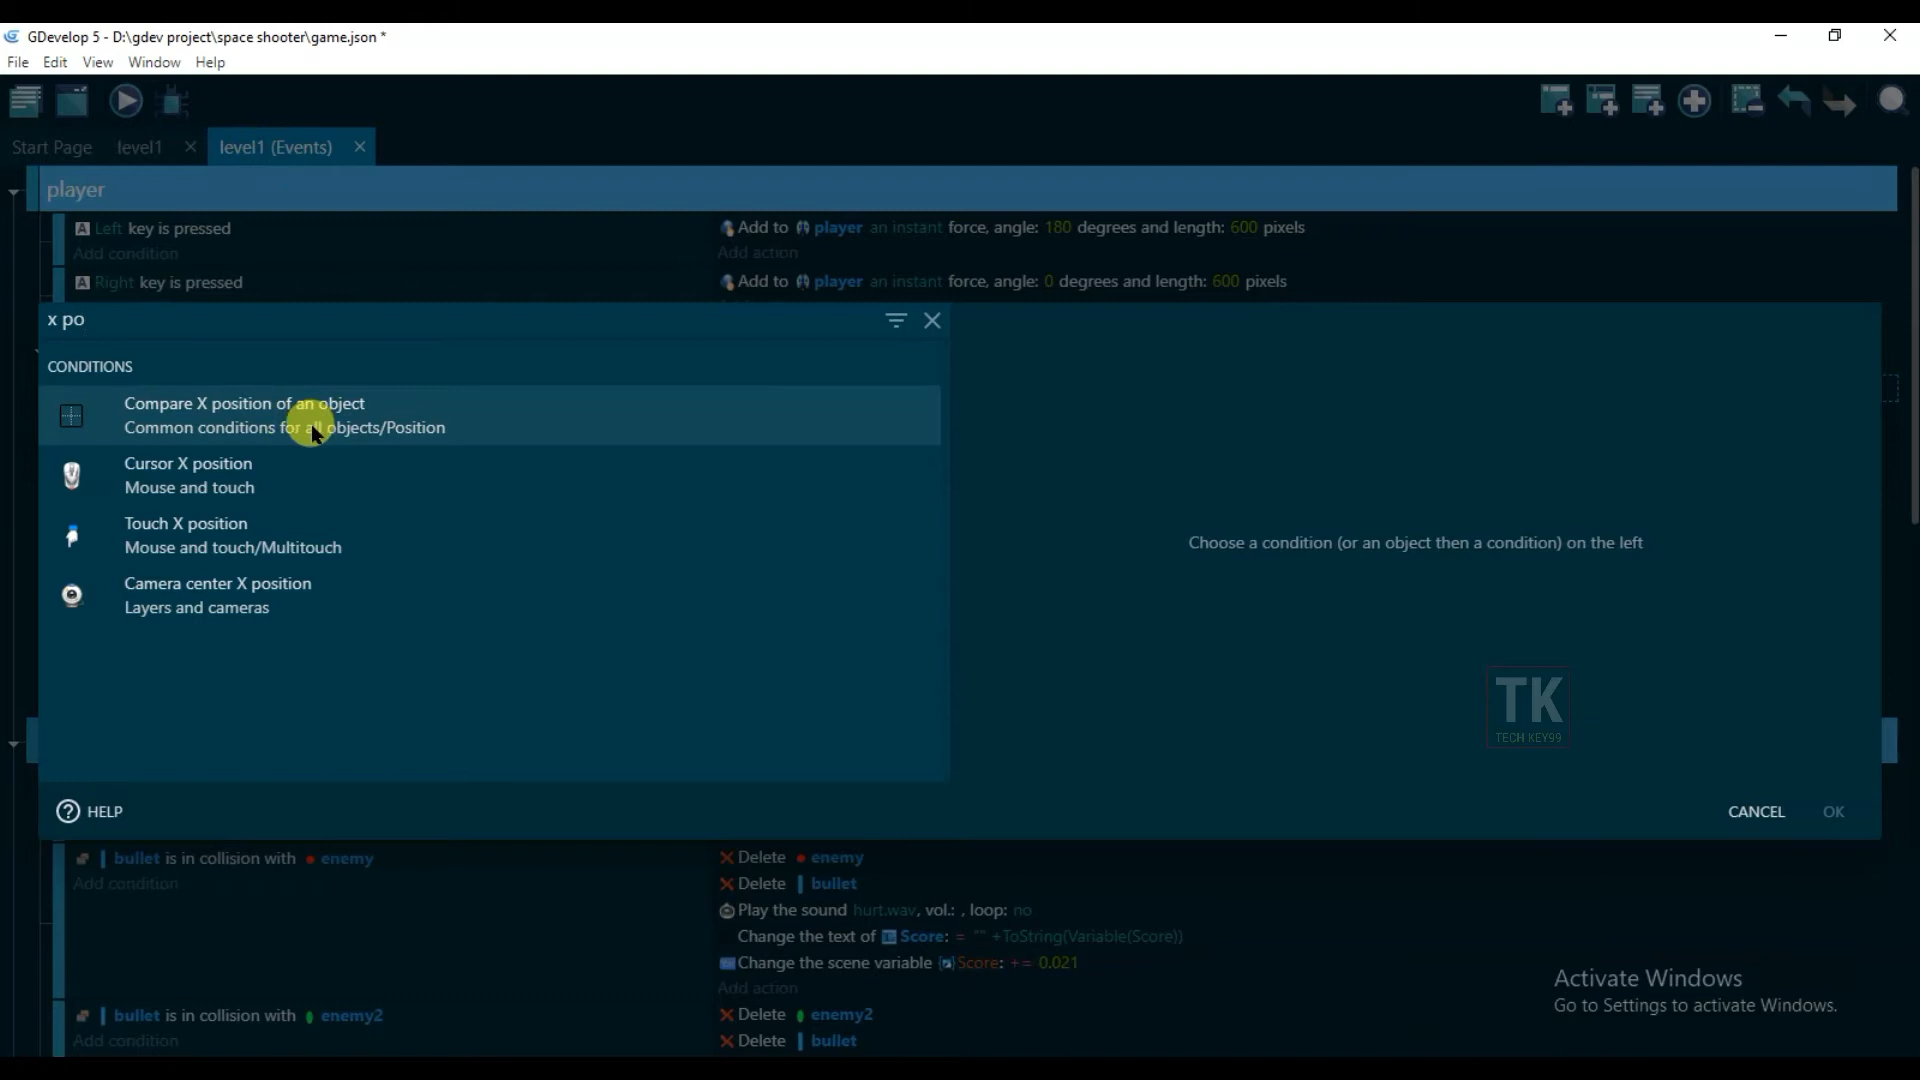 GDevelop 5 - D:\gdev project\space shooter\game.json *
File Edit View Window Help
Start Page level1 level1 (Events)
player
Left key is pressed
Add to player an instant force, angle: 180 degrees and length: 600 pixels
Add condition
Add action
Right key is pressed
Add to player an instant force, angle: 0 degrees and length: 600 pixels
x po
CONDITIONS
Compare X position of an object
Common conditions for all objects/Position
Cursor X position
Mouse and touch
Touch X position
Mouse and touch/Multitouch
Camera center X position
Layers and cameras
Choose a condition (or an object then a condition) on the left
TK
TECH KEY99
HELP
CANCEL OK
bullet is in collision with enemy
Add condition
Delete enemy
Delete bullet
Play the sound hurt.wav, vol.: , loop: no
Change the text of Score: = "" +ToString(Variable(Score))
Change the scene variable Score: += 0.021
Add action
bullet is in collision with enemy2
Add condition
Delete enemy2
Delete bullet
Activate Windows
Go to Settings to activate Windows.